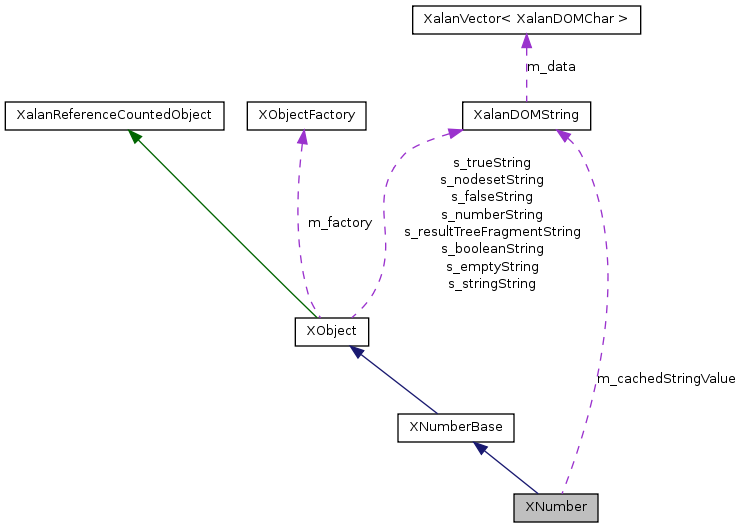 XalanVector< XalanDOMChar >
m_data
XalanReferenceCountedObject
XObjectFactory
XalanDOMString
s_trueString
s_nodesetString
s_falseString
s_numberString
m_factory
s_resultTreeFragmentString
s_booleanString
s_emptyString
s_stringString
XObject
m_cachedStringValue
XNumberBase
XNumber